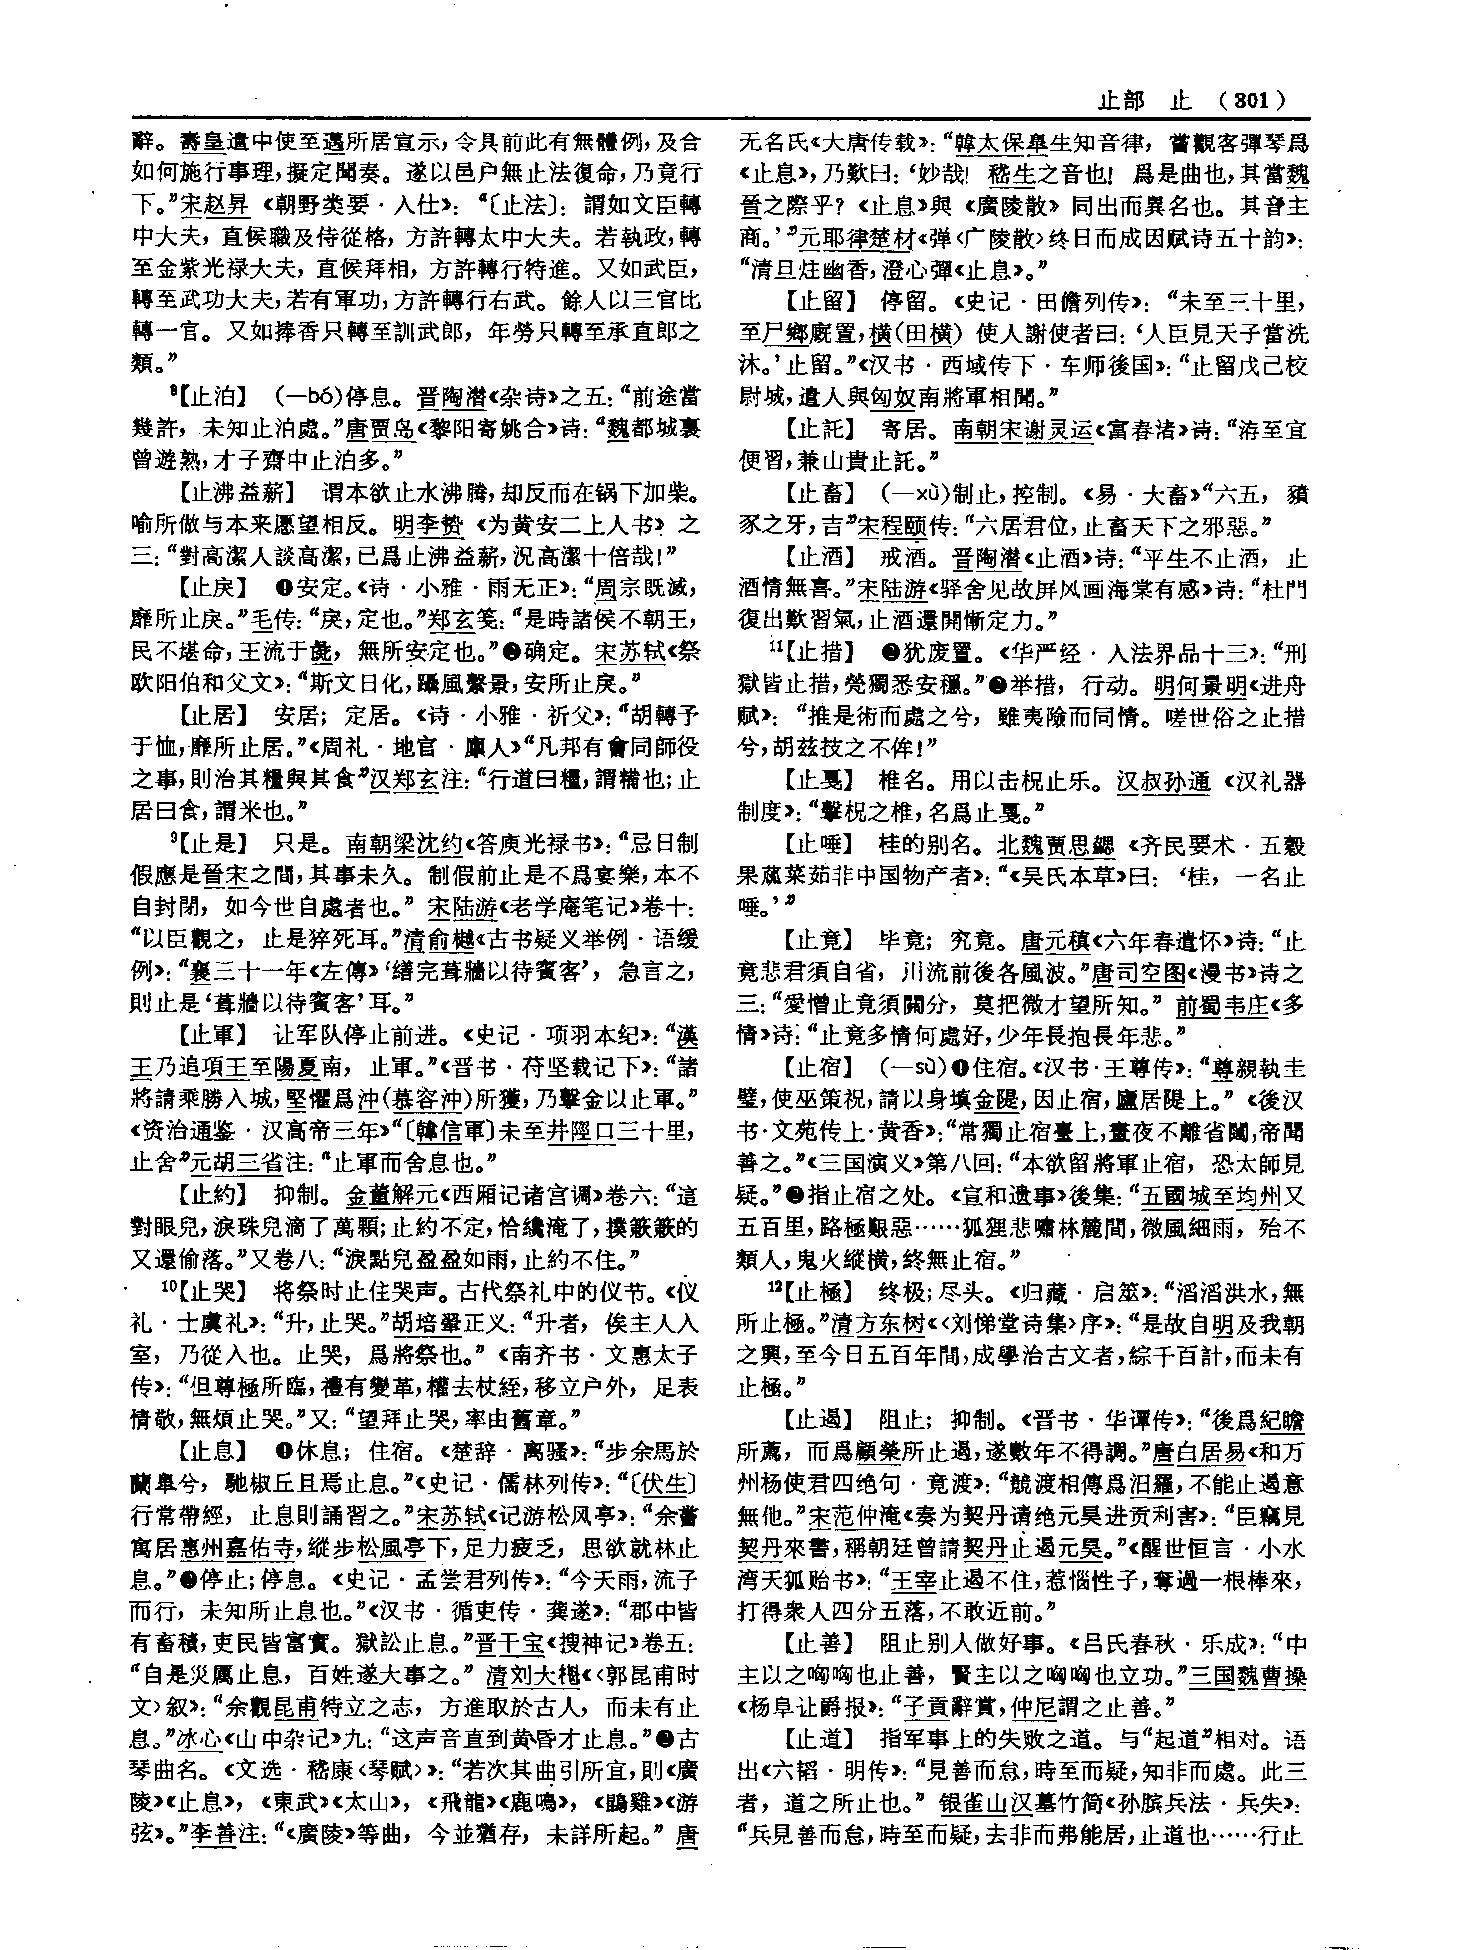 止部　止　（301）
辭。壽皇遣中使至邁所居宣示，令具前此有無體例，及合
如何施行事理，擬定聞奏。遂以邑户無止法復命，乃竟行
下。”宋赵昇《朝野类要·入仕》：“〔止法〕：謂如文臣轉
中大夫，直候職及侍從格，方許轉太中大夫。若執政，轉
至金紫光禄大夫，直候拜相，方許轉行特進。又如武臣，
轉至武功大夫，若有軍功，方許轉行右武。餘人以三官比
轉一官。又如捧香只轉至訓武郎，年勞只轉至承直郎之
類。”
⁸【止泊】　(—bó)停息。晋陶潜《杂诗》之五：“前途當
幾許，未知止泊處。”唐贾岛《黎阳寄姚合》诗：“魏都城裏
曾遊熟，才子齋中止泊多。”
【止沸益薪】　谓本欲止水沸腾，却反而在锅下加柴。
喻所做与本来愿望相反。明李贽《为黄安二上人书》之
三：“對高潔人談高潔，已爲止沸益薪，況高潔十倍哉！”
【止戾】　❶安定。《诗·小雅·雨无正》：“周宗既滅，
靡所止戾。”毛传：“戾，定也。”郑玄笺：“是時諸侯不朝王，
民不堪命，王流于彘，無所安定也。”❷确定。宋苏轼《祭
欧阳伯和父文》：“斯文日化，躡風繫景，安所止戾。”
【止居】　安居；定居。《诗·小雅·祈父》：“胡轉予
于恤，靡所止居。”《周礼·地官·廩人》“凡邦有會同師役
之事，則治其糧與其食”汉郑玄注：“行道曰糧，謂糒也；止
居曰食，謂米也。”
⁹【止是】　只是。南朝梁沈约《答庾光禄书》：“忌日制
假應是晉宋之間，其事未久。制假前止是不爲宴樂，本不
自封閉，如今世自處者也。”宋陆游《老学庵笔记》卷十：
“以臣觀之，止是猝死耳。”清俞樾《古书疑义举例·语缓
例》：“襄三十一年《左傳》‘缮完葺牆以待賓客’，急言之，
則止是‘葺牆以待賓客’耳。”
【止軍】　让军队停止前进。《史记·项羽本纪》：“漢
王乃追項王至陽夏南，止軍。”《晋书·苻坚载记下》：“諸
將請乘勝入城，堅懼爲沖(慕容沖)所獲，乃擊金以止軍。”
《资治通鉴·汉高帝三年》“〔韓信軍〕未至井陘口三十里，
止舍”元胡三省注：“止軍而舍息也。”
【止約】　抑制。金董解元《西厢记诸宫调》卷六：“這
對眼兒，淚珠兒滴了萬顆；止約不定，恰纔淹了，撲簌簌的
又還偷落。”又卷八：“淚點兒盈盈如雨，止約不住。”
¹⁰【止哭】　将祭时止住哭声。古代祭礼中的仪节。《仪
礼·士虞礼》：“升，止哭。”胡培翬正义：“升者，俟主人入
室，乃從入也。止哭，爲將祭也。”《南齐书·文惠太子
传》：“但尊極所臨，禮有變革，權去杖絰，移立户外，足表
情敬，無煩止哭。”又：“望拜止哭，率由舊章。”
【止息】　❶休息；住宿。《楚辞·离骚》：“步余馬於
蘭皋兮，馳椒丘且焉止息。”《史记·儒林列传》：“〔伏生〕
行常帶經，止息則誦習之。”宋苏轼《记游松风亭》：“余嘗
寓居惠州嘉佑寺，縱步松風亭下，足力疲乏，思欲就林止
息。”❷停止；停息。《史记·孟尝君列传》：“今天雨，流子
而行，未知所止息也。”《汉书·循吏传·龚遂》：“郡中皆
有畜積，吏民皆富實。獄訟止息。”晋干宝《搜神记》卷五：
“自是災厲止息，百姓遂大事之。”清刘大櫆《〈郭昆甫时
文〉叙》：“余觀昆甫特立之志，方進取於古人，而未有止
息。”冰心《山中杂记》九：“这声音直到黄昏才止息。”❸古
琴曲名。《文选·嵇康〈琴赋〉》：“若次其曲引所宜，則《廣
陵》《止息》，《東武》《太山》，《飛龍》《鹿鳴》，《鵾雞》《游
弦》。”李善注：“《廣陵》等曲，今並猶存，未詳所起。”唐
无名氏《大唐传载》：“韓太保皋生知音律，嘗觀客彈琴爲
《止息》，乃歎曰：‘妙哉！嵇生之音也！爲是曲也，其當魏
晉之際乎？《止息》與《廣陵散》同出而異名也。其音主
商。’”元耶律楚材《弹〈广陵散〉终日而成因赋诗五十韵》：
“清旦炷幽香，澄心彈《止息》。”
【止留】　停留。《史记·田儋列传》：“未至三十里，
至尸鄉廄置，横(田横)使人謝使者曰：‘人臣見天子當洗
沐。’止留。”《汉书·西域传下·车师後国》：“止留戊己校
尉城，遣人與匈奴南將軍相聞。”
【止託】　寄居。南朝宋谢灵运《富春渚》诗：“洊至宜
便習，兼山貴止託。”
【止畜】　(—xù)制止，控制。《易·大畜》“六五，豶
豕之牙，吉”宋程颐传：“六居君位，止畜天下之邪惡。”
【止酒】　戒酒。晋陶潜《止酒》诗：“平生不止酒，止
酒情無喜。”宋陆游《驿舍见故屏风画海棠有感》诗：“杜門
復出歎習氣，止酒還開慚定力。”
¹¹【止措】　❶犹废置。《华严经·入法界品十三》：“刑
獄皆止措，煢獨悉安穩。”❷举措，行动。明何景明《进舟
赋》：“推是術而處之兮，雖夷險而同情。嗟世俗之止措
兮，胡兹技之不侔！”
【止戛】　椎名。用以击柷止乐。汉叔孙通《汉礼器
制度》：“擊柷之椎，名爲止戛。”
【止唾】　桂的别名。北魏贾思勰《齐民要术·五穀
果蓏菜茹非中国物产者》：“《吴氏本草》曰：‘桂，一名止
唾。’”
【止竟】　毕竟；究竟。唐元稹《六年春遣怀》诗：“止
竟悲君須自省，川流前後各風波。”唐司空图《漫书》诗之
三：“愛憎止竟須關分，莫把微才望所知。”前蜀韦庄《多
情》诗：“止竟多情何處好，少年長抱長年悲。”
【止宿】　(—sù)❶住宿。《汉书·王尊传》：“尊親執圭
璧，使巫策祝，請以身填金隄，因止宿，廬居隄上。”《後汉
书·文苑传上·黄香》：“常獨止宿臺上，晝夜不離省闥，帝聞
善之。”《三国演义》第八回：“本欲留將軍止宿，恐太師見
疑。”❷指止宿之处。《宣和遗事》後集：“五國城至均州又
五百里，路極艱惡……狐狸悲嘯林麓間，微風細雨，殆不
類人，鬼火縱横，終無止宿。”
¹²【止極】　终极；尽头。《归藏·启筮》：“滔滔洪水，無
所止極。”清方东树《〈刘悌堂诗集〉序》：“是故自明及我朝
之興，至今日五百年間，成學治古文者，綜千百計，而未有
止極。”
【止遏】　阻止；抑制。《晋书·华谭传》：“後爲紀瞻
所薦，而爲顧榮所止遏，遂數年不得調。”唐白居易《和万
州杨使君四绝句·竞渡》：“競渡相傳爲汨羅，不能止遏意
無他。”宋范仲淹《奏为契丹请绝元昊进贡利害》：“臣竊見
契丹來書，稱朝廷曾請契丹止遏元昊。”《醒世恒言·小水
湾天狐贻书》：“王宰止遏不住，惹惱性子，奪過一根棒來，
打得衆人四分五落，不敢近前。”
【止善】　阻止别人做好事。《吕氏春秋·乐成》：“中
主以之啕啕也止善，賢主以之啕啕也立功。”三国魏曹操
《杨阜让爵报》：“子貢辭賞，仲尼謂之止善。”
【止道】　指军事上的失败之道。与“起道”相对。语
出《六韬·明传》：“見善而怠，時至而疑，知非而處。此三
者，道之所止也。”银雀山汉墓竹简《孙膑兵法·兵失》：
“兵見善而怠，時至而疑，去非而弗能居，止道也……行止